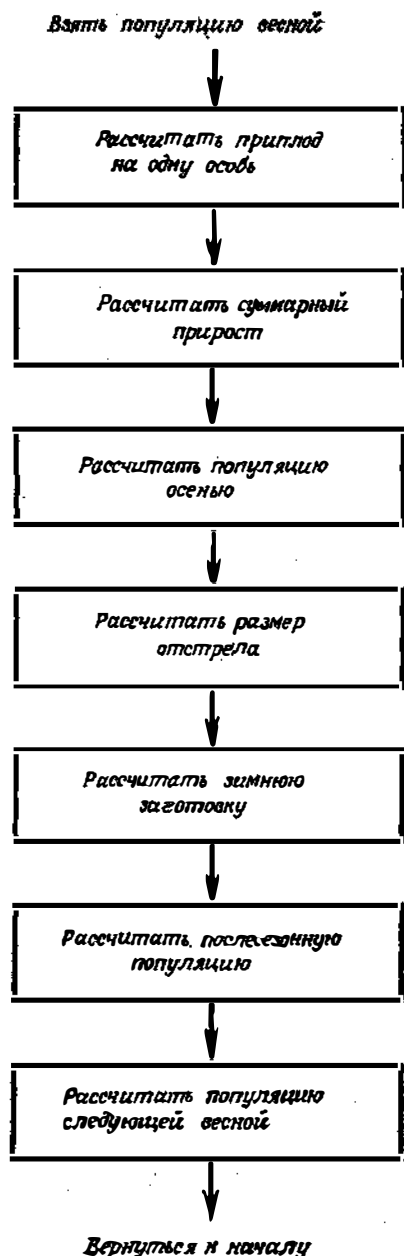 Взять популяцию весной
Рассчитать приплод
на одну особь
Рассчитать суммарный
прирост
Рассчитать популяцию
осенью
Рассчитать размер
отстрела
Рассчитать зимнюю
заготовку
Рассчитать послесезонную
популяцию
Рассчитать популяцию
следующей весной
Вернуться к началу